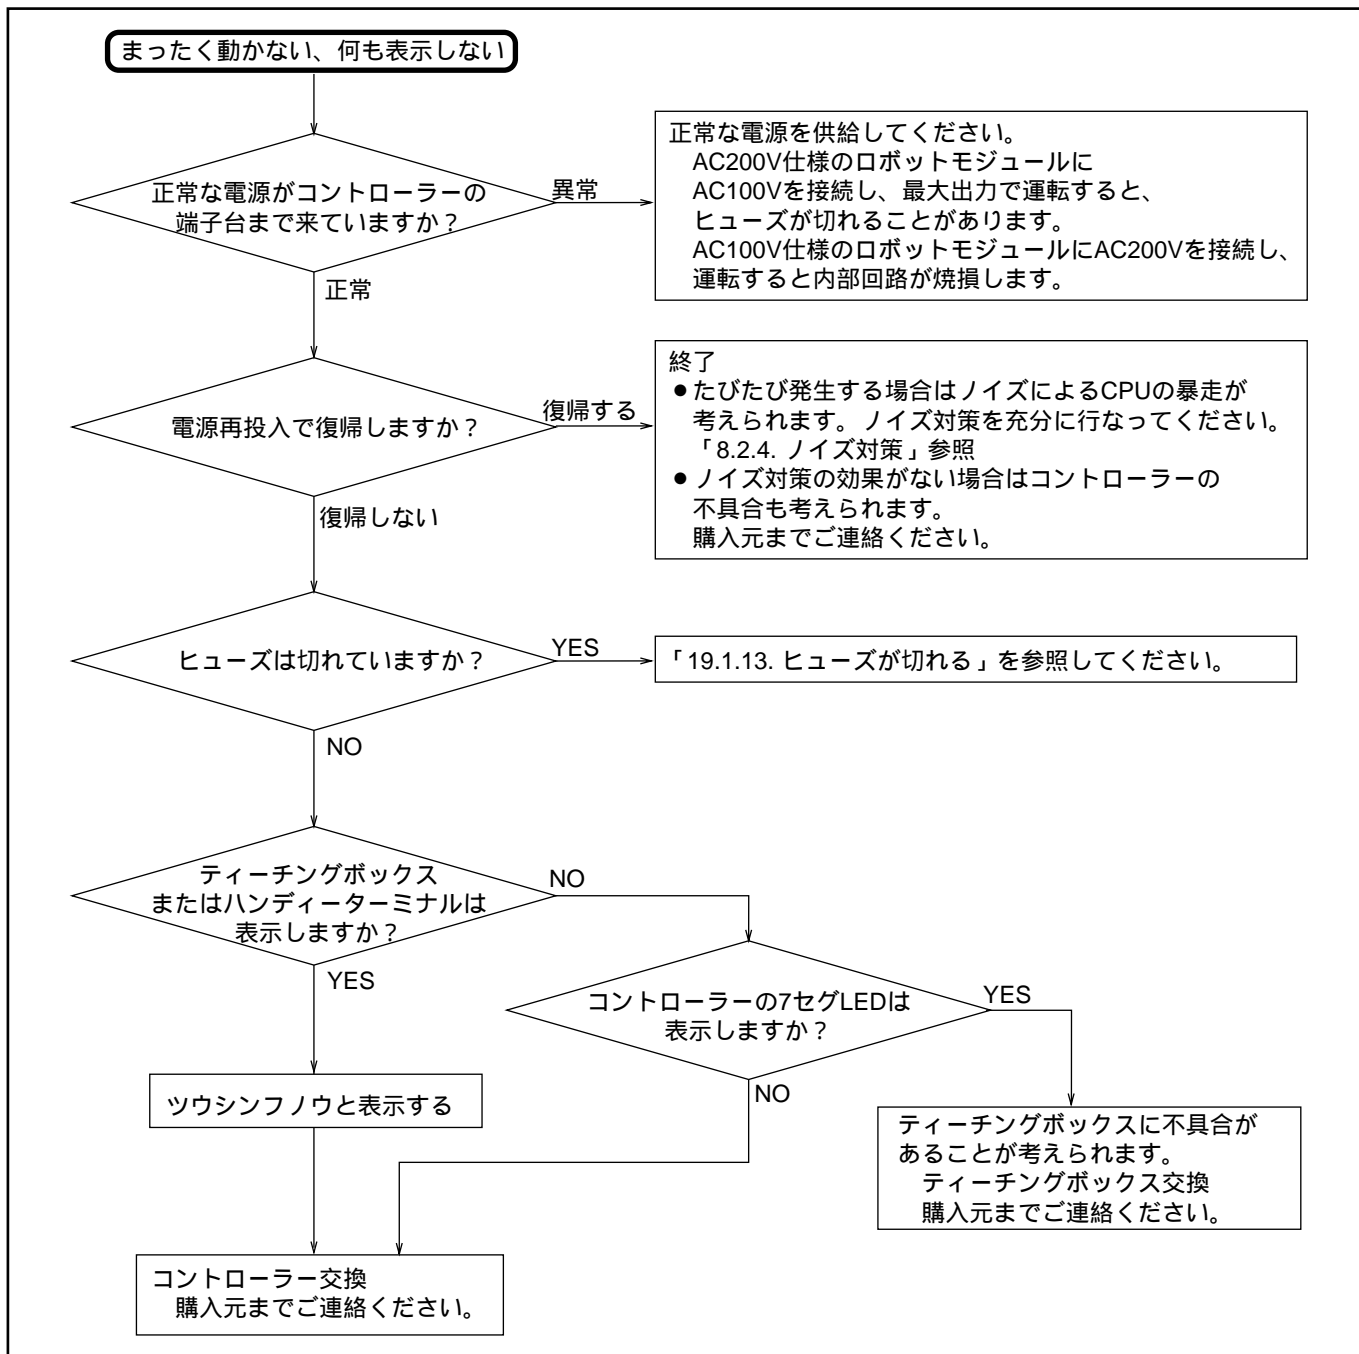 まったく動かない、何も表示しない
正常な電源がコントローラーの
端子台まで来ていますか？
異常
正常な電源を供給してください。
AC200V仕様のロボットモジュールに
AC100Vを接続し、最大出力で運転すると、
ヒューズが切れることがあります。
AC100V仕様のロボットモジュールにAC200Vを接続し、
運転すると内部回路が焼損します。
正常
電源再投入で復帰しますか？
復帰する
終了
●たびたび発生する場合はノイズによるCPUの暴走が
考えられます。ノイズ対策を充分に行なってください。
「8.2.4. ノイズ対策」参照
●ノイズ対策の効果がない場合はコントローラーの
不具合も考えられます。
購入元までご連絡ください。
復帰しない
ヒューズは切れていますか？
YES
「19.1.13. ヒューズが切れる」を参照してください。
NO
ティーチングボックス
またはハンディーターミナルは
表示しますか？
NO
YES
コントローラーの7セグLEDは
表示しますか？
YES
NO
ツウシンフノウと表示する
ティーチングボックスに不具合が
あることが考えられます。
ティーチングボックス交換
購入元までご連絡ください。
コントローラー交換
購入元までご連絡ください。